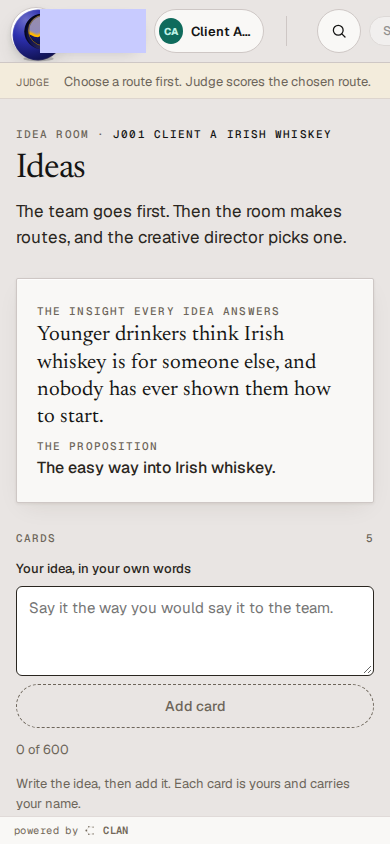 CA Client A...
S
JUDGE Choose a route first. Judge scores the chosen route.
IDEA ROOM · J001 CLIENT A IRISH WHISKEY
Ideas
The team goes first. Then the room makes
routes, and the creative director picks one.
THE INSIGHT EVERY IDEA ANSWERS
Younger drinkers think Irish
whiskey is for someone else, and
nobody has ever shown them how
to start.
THE PROPOSITION
The easy way into Irish whiskey.
CARDS 5
Your idea, in your own words
Say it the way you would say it to the team.
Add card
0 of 600
Write the idea, then add it. Each card is yours and carries
your name.
powered by CLAN